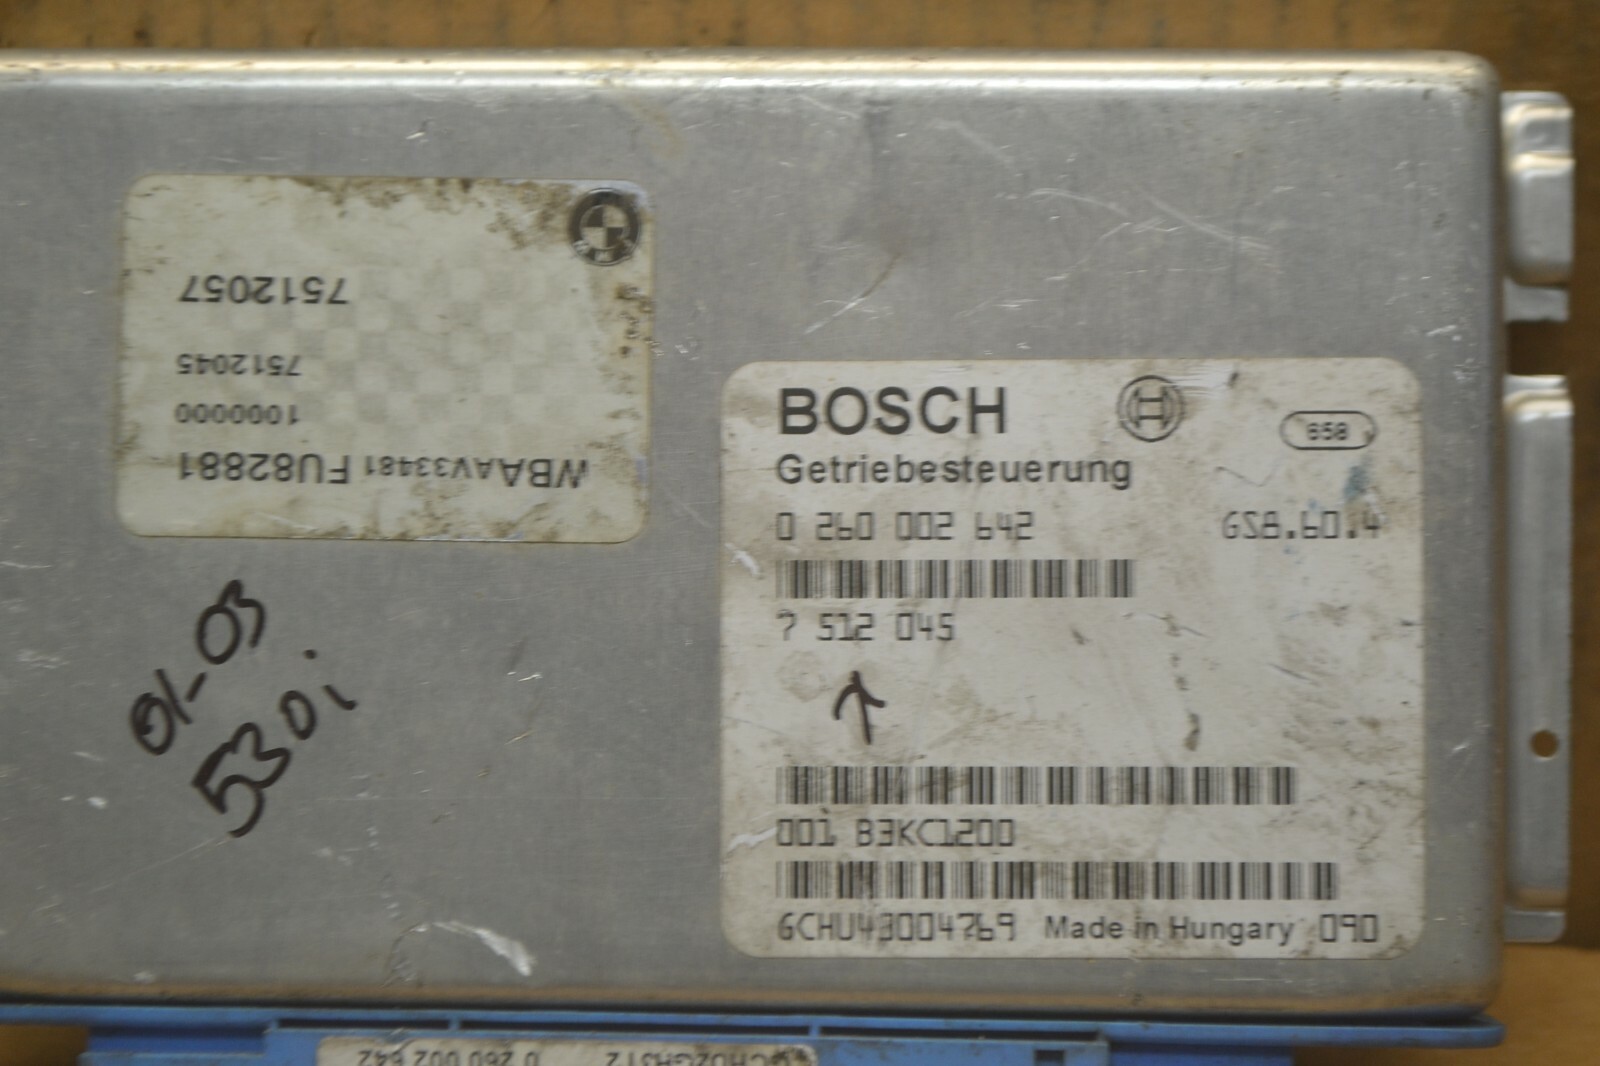 7512057
7512045
1000000
WBAAV33481 FU82881
01-03
530i
BOSCH
658
Getriebesteuerung
0 260 002 642 GS8.60.4
7 512 045
001 B3KC1200
6CHU43004769 Made in Hungary 090
0 260 002 642